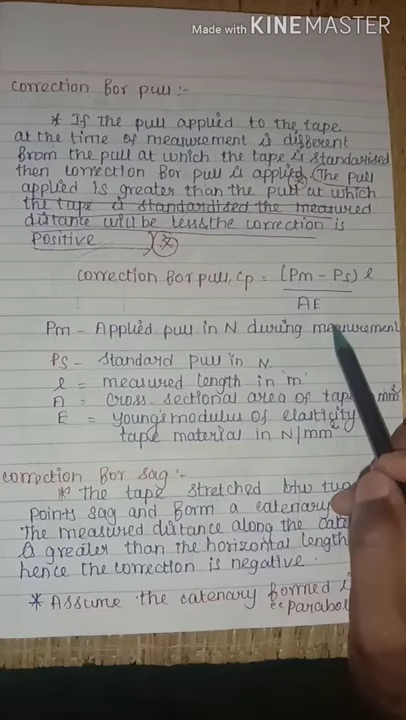 Made with KINEMASTER
Correction for pull :-
* If the pull applied to the tape
at the time of measurement is different
from the pull at which the tape is standarised
then correction for pull is applied. The pull
applied is greater than the pull at which
the tape is standardised the measured
distance will be less & the correction is
Positive
Correction for pull, Cp = (Pm - Ps) l
AE
Pm - Applied pull in N during measurement
Ps - Standard pull in N.
l = measured length in 'm'
A = Cross-sectional area of tape mm²
E = Young's modulus of elasticity
tape material in N/mm²
correction for sag :-
* The tape stretched btw two
points sag and form a catenary
The measured distance along the
is greater than the horizontal length
hence the correction is negative.
* Assume the catenary formed